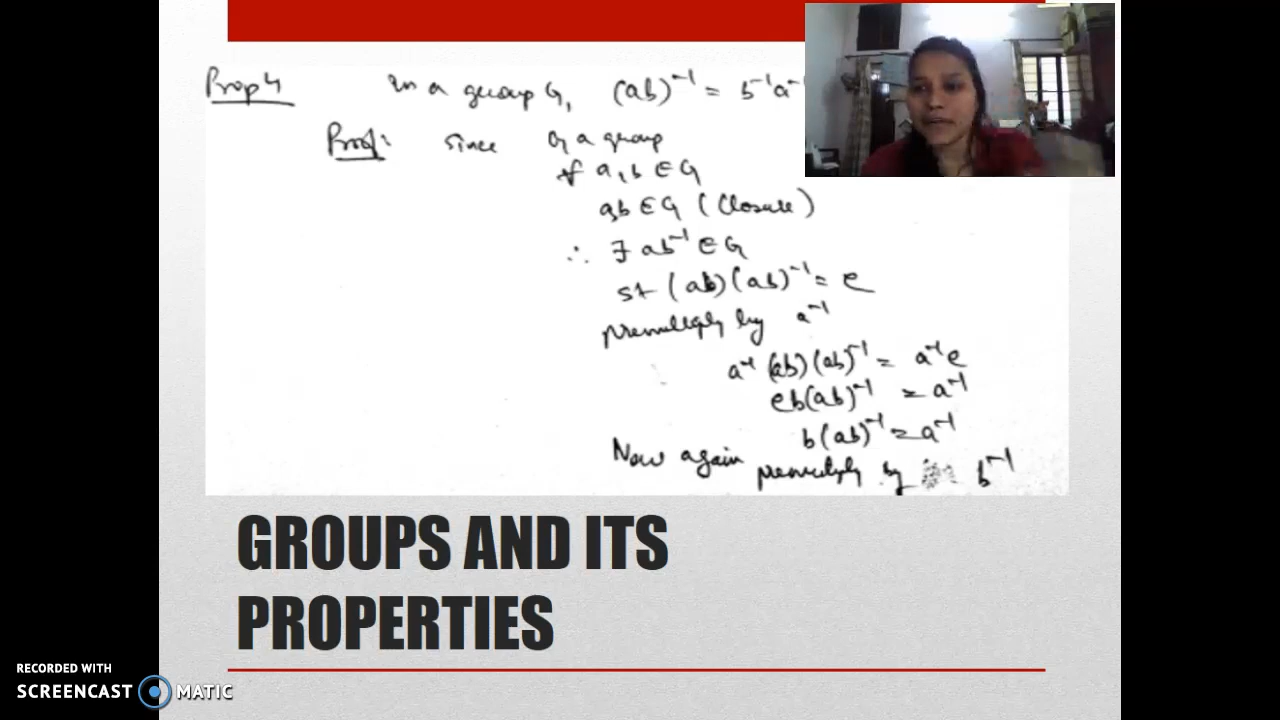 Prop 4 In a group G, (ab)⁻¹ = b⁻¹a⁻¹
Proof: since G a group
if a, b ∈ G
ab ∈ G (Closure)
∴ ∃ ab⁻¹ ∈ G
st (ab)(ab)⁻¹ = e
premultiply by a⁻¹
a⁻¹(ab)(ab)⁻¹ = a⁻¹e
eb(ab)⁻¹ = a⁻¹
b(ab)⁻¹ = a⁻¹
Now again premultiply by b⁻¹
GROUPS AND ITS
PROPERTIES
RECORDED WITH
SCREENCAST MATIC